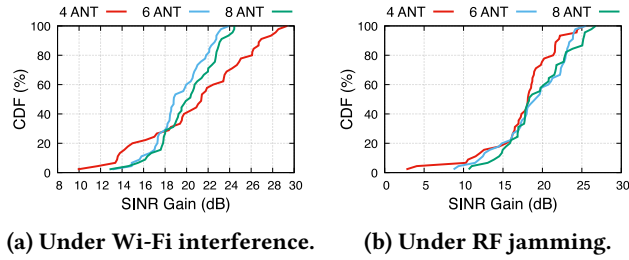 4 ANT 6 ANT 8 ANT
CDF (%)
100
80
60
40
20
0
8 10 12 14 16 18 20 22 24 26 28 30
SINR Gain (dB)
(a) Under Wi-Fi interference.
4 ANT 6 ANT 8 ANT
CDF (%)
100
80
60
40
20
0
0 5 10 15 20 25 30
SINR Gain (dB)
(b) Under RF jamming.